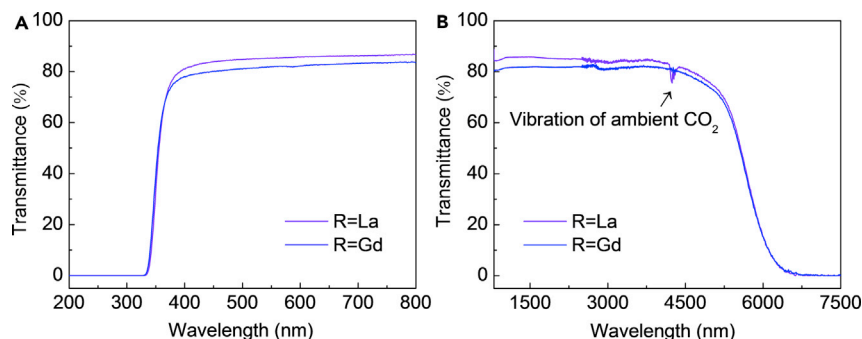 A
Transmittance (%)
100
80
60
40
20
0
R=La
R=Gd
200
300
400
500
600
700
800
Wavelength (nm)
B
Transmittance (%)
100
80
60
40
20
0
Vibration of ambient CO₂
R=La
R=Gd
1500
3000
4500
6000
7500
Wavelength (nm)